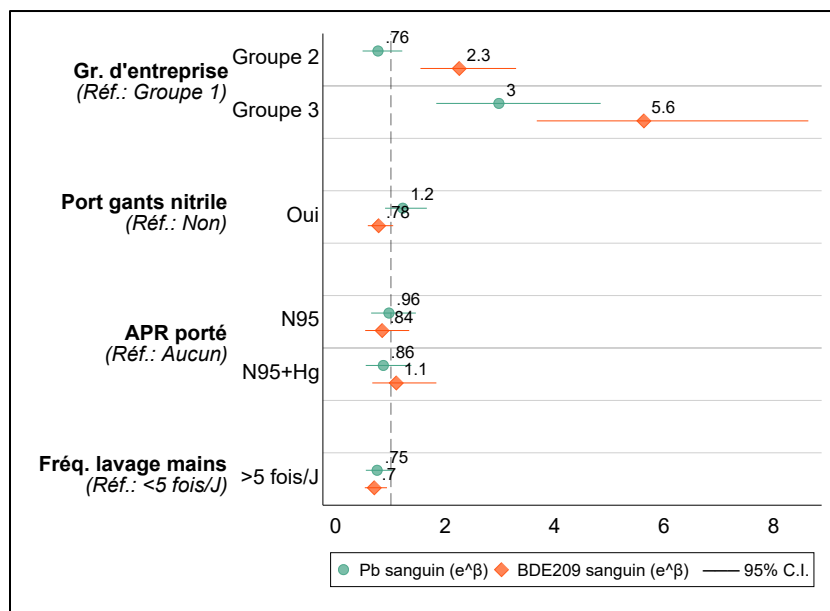 Gr. d'entreprise
(Réf.: Groupe 1)
Groupe 2
.76
2.3
Groupe 3
3
5.6
Port gants nitrile
(Réf.: Non)
Oui
1.2
.78
APR porté
(Réf.: Aucun)
N95
.96
.84
N95+Hg
.86
1.1
Fréq. lavage mains
(Réf.: <5 fois/J)
>5 fois/J
.75
.7
0 2 4 6 8
Pb sanguin (e^β) BDE209 sanguin (e^β) 95% C.I.